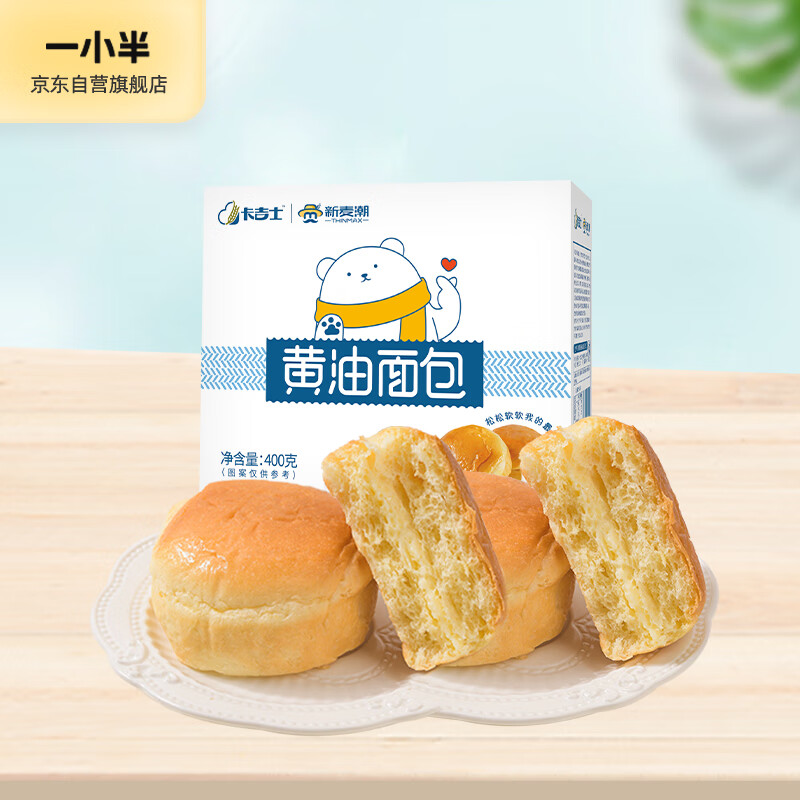 一小半
京东自营旗舰店
卡吉士
新麦潮
THINMAX
黄油面包
松松软软我的
净含量:400克
(图案仅供参考)